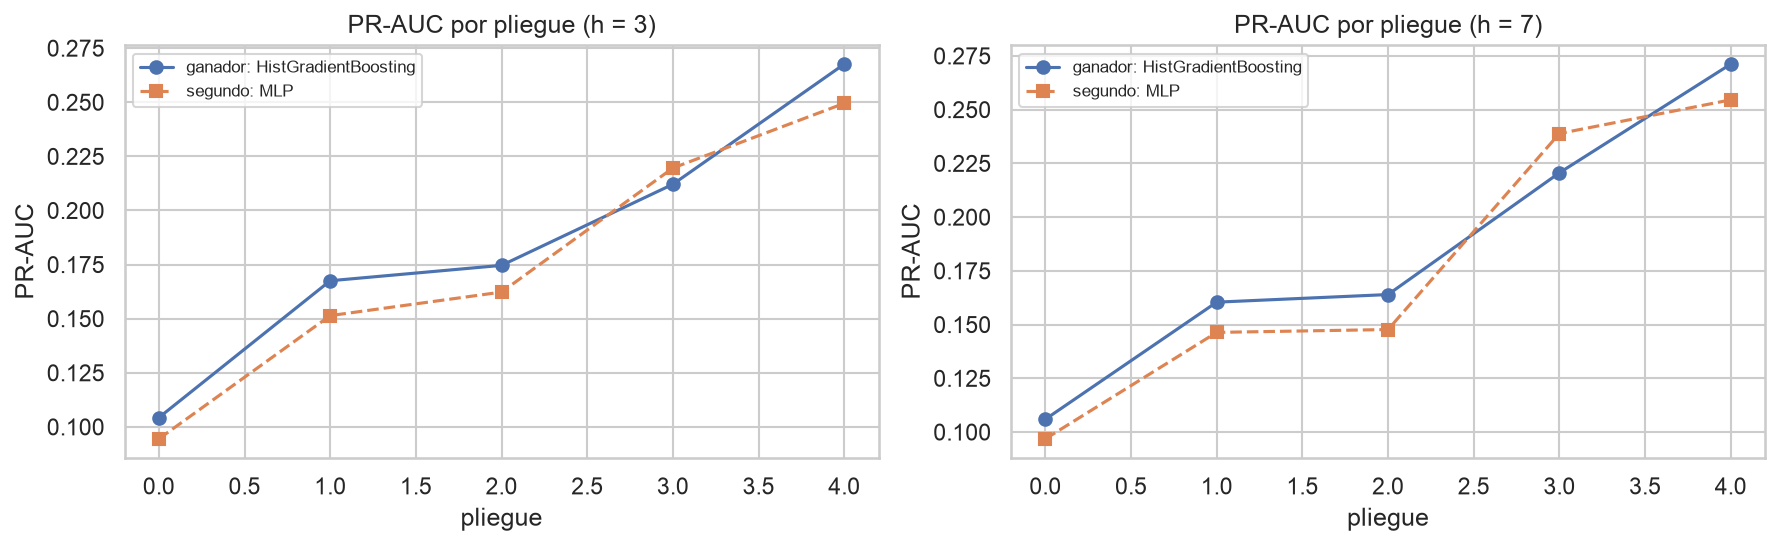 PR-AUC por pliegue (h = 3)
ganador: HistGradientBoosting
segundo: MLP
PR-AUC
0.275
0.250
0.225
0.200
0.175
0.150
0.125
0.100
0.0 0.5 1.0 1.5 2.0 2.5 3.0 3.5 4.0
pliegue
PR-AUC por pliegue (h = 7)
ganador: HistGradientBoosting
segundo: MLP
PR-AUC
0.275
0.250
0.225
0.200
0.175
0.150
0.125
0.100
0.0 0.5 1.0 1.5 2.0 2.5 3.0 3.5 4.0
pliegue